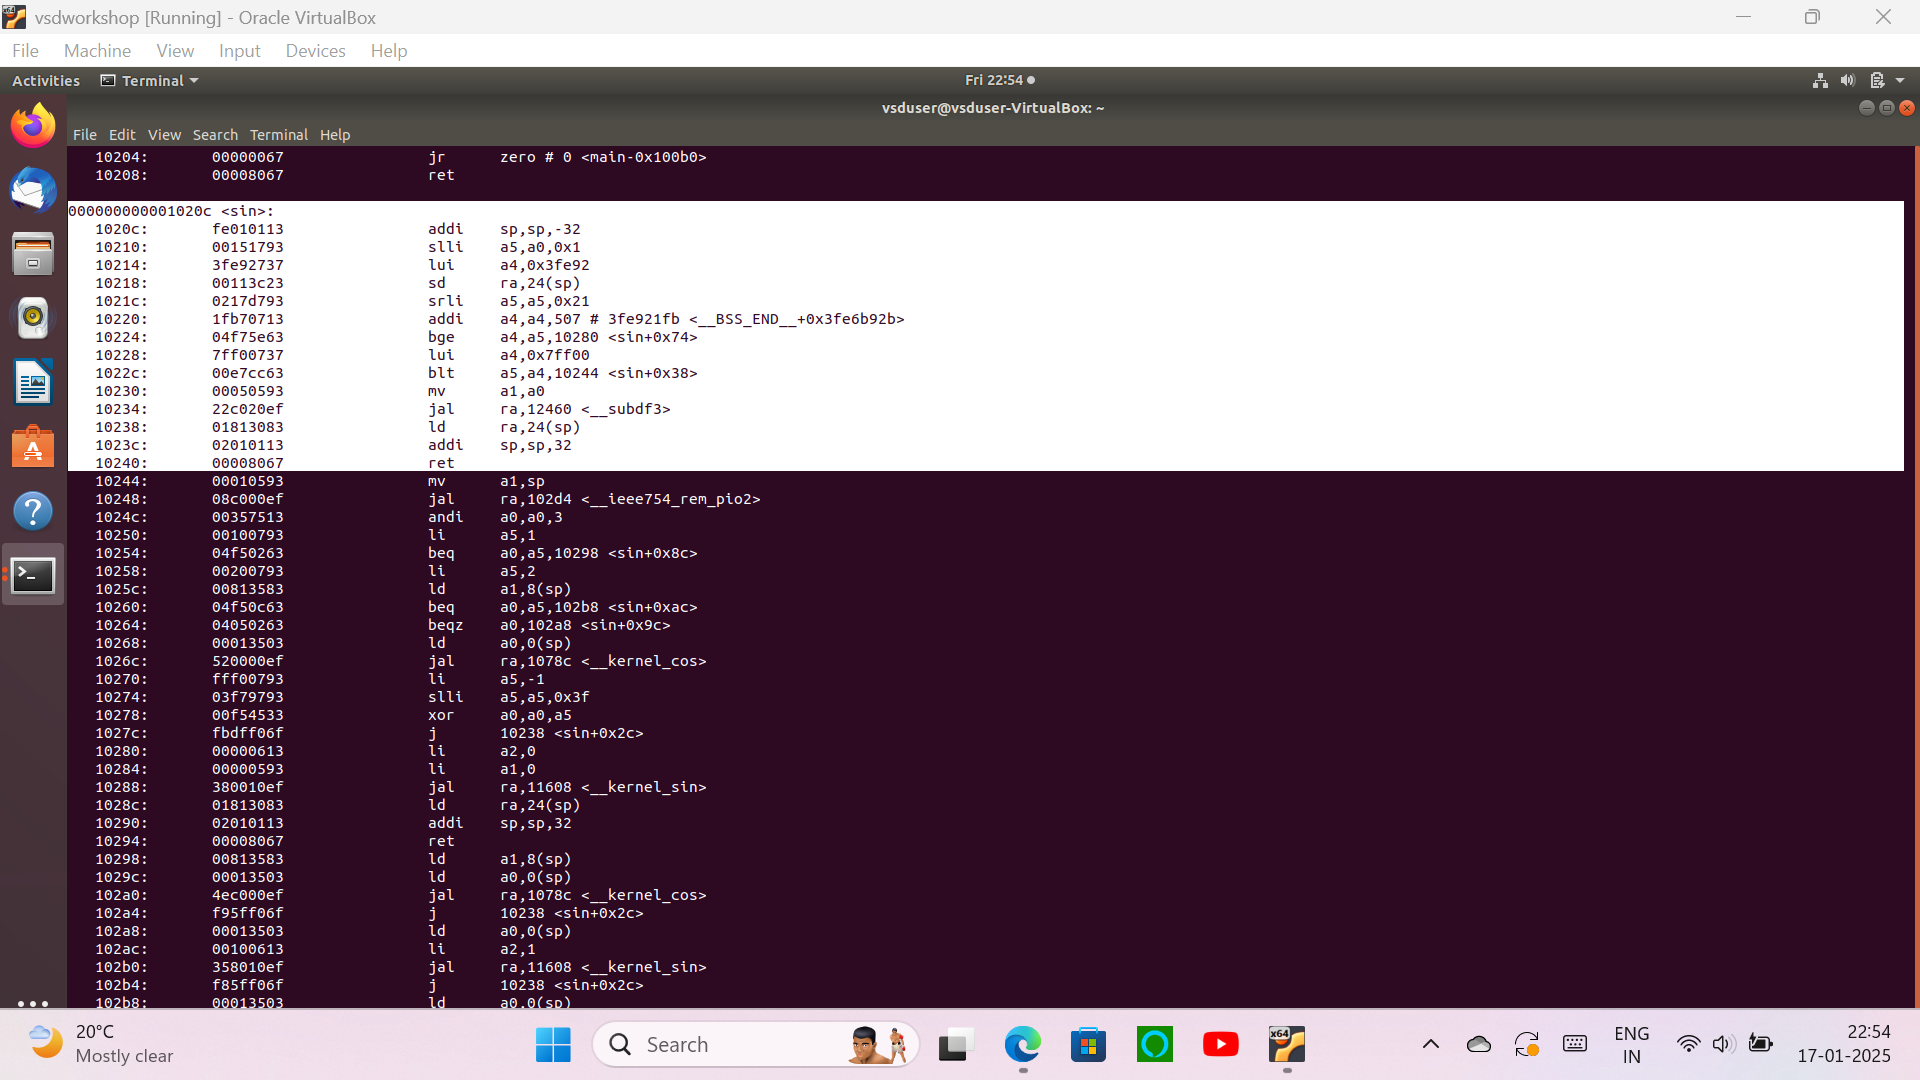 vsdworkshop [Running] - Oracle VirtualBox
File Machine View Input Devices Help
Activities Terminal Fri 22:54
vsduser@vsduser-VirtualBox: ~
File Edit View Search Terminal Help
10204: 00000067 jr zero # 0 <main-0x100b0>
10208: 00008067 ret
000000000001020c <sin>:
1020c: fe010113 addi sp,sp,-32
10210: 00151793 slli a5,a0,0x1
10214: 3fe92737 lui a4,0x3fe92
10218: 00113c23 sd ra,24(sp)
1021c: 0217d793 srli a5,a5,0x21
10220: 1fb70713 addi a4,a4,507 # 3fe921fb <__BSS_END__+0x3fe6b92b>
10224: 04f75e63 bge a4,a5,10280 <sin+0x74>
10228: 7ff00737 lui a4,0x7ff00
1022c: 00e7cc63 blt a5,a4,10244 <sin+0x38>
10230: 00050593 mv a1,a0
10234: 22c020ef jal ra,12460 <__subdf3>
10238: 01813083 ld ra,24(sp)
1023c: 02010113 addi sp,sp,32
10240: 00008067 ret
10244: 00010593 mv a1,sp
10248: 08c000ef jal ra,102d4 <__ieee754_rem_pio2>
1024c: 00357513 andi a0,a0,3
10250: 00100793 li a5,1
10254: 04f50263 beq a0,a5,10298 <sin+0x8c>
10258: 00200793 li a5,2
1025c: 00813583 ld a1,8(sp)
10260: 04f50c63 beq a0,a5,102b8 <sin+0xac>
10264: 04050263 beqz a0,102a8 <sin+0x9c>
10268: 00013503 ld a0,0(sp)
1026c: 520000ef jal ra,1078c <__kernel_cos>
10270: fff00793 li a5,-1
10274: 03f79793 slli a5,a5,0x3f
10278: 00f54533 xor a0,a0,a5
1027c: fbdff06f j 10238 <sin+0x2c>
10280: 00000613 li a2,0
10284: 00000593 li a1,0
10288: 380010ef jal ra,11608 <__kernel_sin>
1028c: 01813083 ld ra,24(sp)
10290: 02010113 addi sp,sp,32
10294: 00008067 ret
10298: 00813583 ld a1,8(sp)
1029c: 00013503 ld a0,0(sp)
102a0: 4ec000ef jal ra,1078c <__kernel_cos>
102a4: f95ff06f j 10238 <sin+0x2c>
102a8: 00013503 ld a0,0(sp)
102ac: 00100613 li a2,1
102b0: 358010ef jal ra,11608 <__kernel_sin>
102b4: f85ff06f j 10238 <sin+0x2c>
102b8: 00013503 ld a0,0(sp)
20°C
Mostly clear
Search
x64
ENG
IN
22:54
17-01-2025